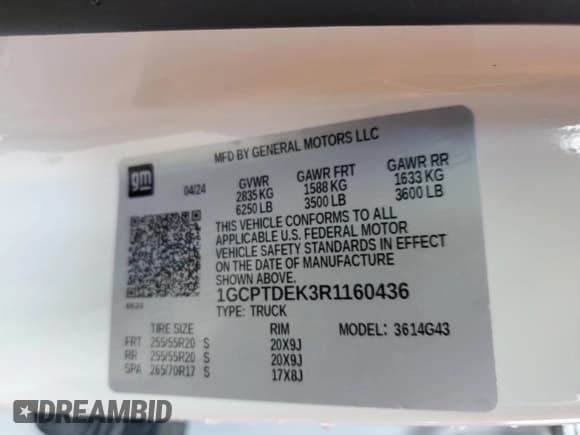 MFD BY GENERAL MOTORS LLC
gm
04/24
GVWR GAWR FRT GAWR RR
2835 KG 1588 KG 1633 KG
6250 LB 3500 LB 3600 LB
THIS VEHICLE CONFORMS TO ALL
APPLICABLE U.S. FEDERAL MOTOR
VEHICLE SAFETY STANDARDS IN EFFECT
ON THE DATE OF MANUFACTURE
SHOWN ABOVE.
1GCPTDEK3R1160436
TYPE: TRUCK
MODEL: 3614G43
TIRE SIZE RIM
FRT 255/55R20 S 20X9J
RR 255/55R20 S 20X9J
SPA 265/70R17 S 17X8J
DREAMBID